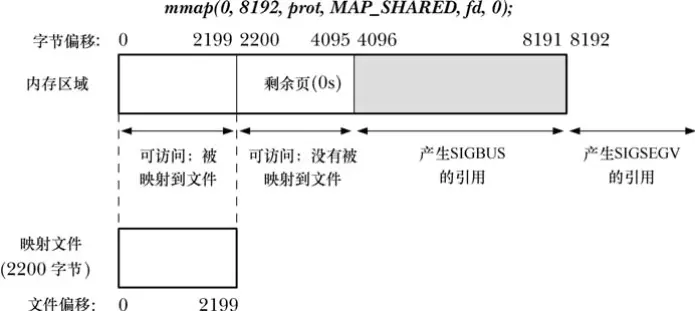 mmap(0, 8192, prot, MAP_SHARED, fd, 0);
字节偏移: 0 2199 2200 4095 4096 8191 8192
内存区域 剩余页(0s)
可访问：被 可访问：没有被 产生SIGBUS 产生SIGSEGV
映射到文件 映射到文件 的引用 的引用
映射文件
(2200 字节)
文件偏移: 0 2199